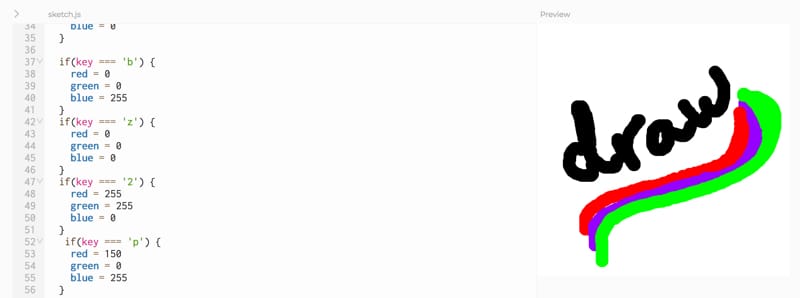 sketch.js
Preview
34 blue = 0
35 }
36
37 if(key === 'b') {
38 red = 0
39 green = 0
40 blue = 255
41 }
42 if(key === 'z') {
43 red = 0
44 green = 0
45 blue = 0
46 }
47 if(key === '2') {
48 red = 255
49 green = 255
50 blue = 0
51 }
52 if(key === 'p') {
53 red = 150
54 green = 0
55 blue = 255
56 }
draw